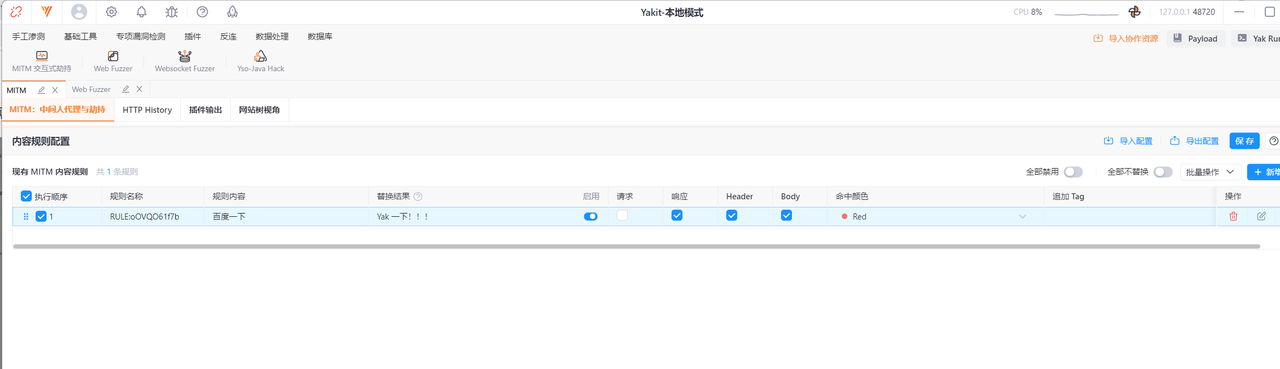 Yakit-本地模式 CPU 8% 127.0.0.1 48720
手工渗测 基础工具 专项漏洞检测 插件 反连 数据处理 数据库 导入协作资源 Payload Yak Run
MITM 交互式劫持 Web Fuzzer Websocket Fuzzer Yso-Java Hack
MITM Web Fuzzer
MITM：中间人代理与劫持 HTTP History 插件输出 网站树视角
内容规则配置 导入配置 导出配置 保存
现有 MITM 内容规则 共 1 条规则 全部禁用 全部不替换 批量操作 新增
执行顺序 规则名称 规则内容 替换结果 启用 请求 响应 Header Body 命中颜色 追加 Tag 操作
1 RULE:oOVQO61f7b 百度一下 Yak 一下！！！ Red